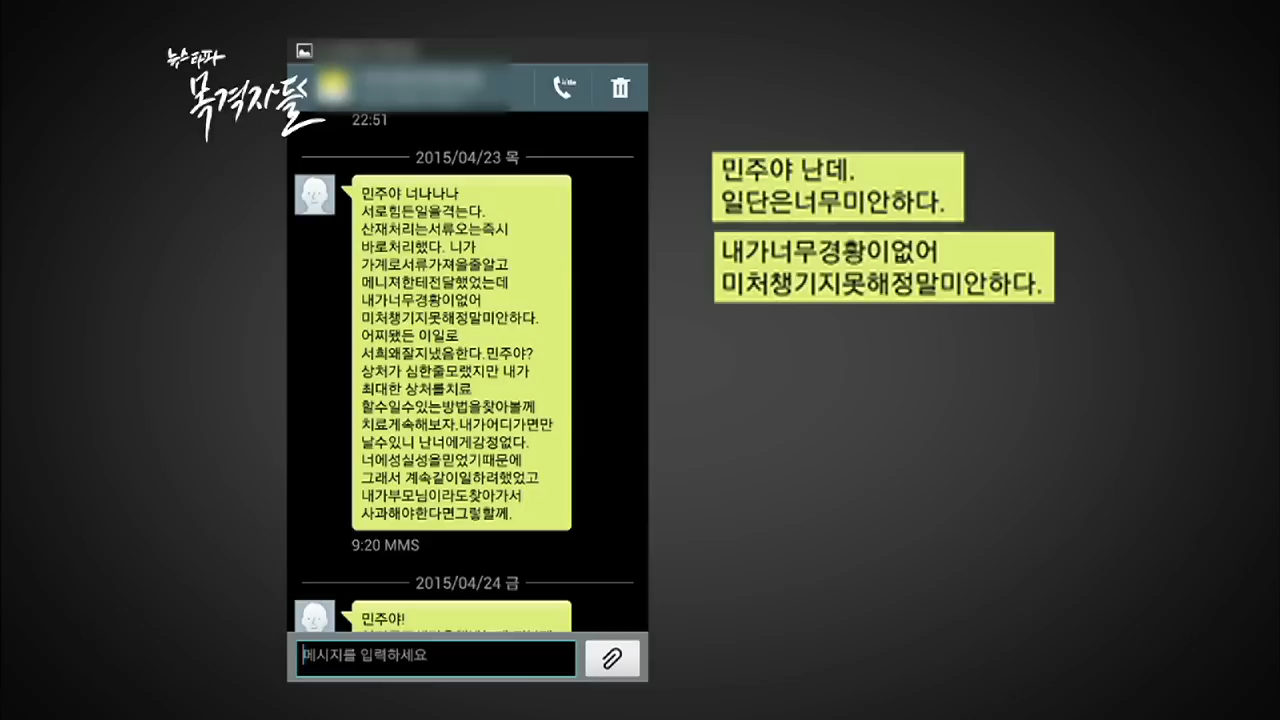 뉴스타파
목격자들
22:51
2015/04/23 목
민주야 너나나나
서로힘든일을격는다.
산재처리는서류오는즉시
바로처리했다. 니가
가게로서류가져올줄알고
메니져한테전달했었는데
내가너무경황이없어
미처챙기지못해정말미안하다.
어찌됐든 이일로
서희왜잘지냈음한다.민주야?
상처가 심한줄모랬지만 내가
최대한 상처를치료
할수일수있는방법을찾아볼께
치료게속해보자.내가어디가면만
날수있니 난너에게감정없다.
너에성실성을믿었기때문에
그래서 계속같이일하려했었고
내가부모님이라도찾아가서
사과해야한다면그렇할께.
9:20 MMS
2015/04/24 금
민주야!
메시지를 입력하세요
민주야 난데.
일단은너무미안하다.
내가너무경황이없어
미처챙기지못해정말미안하다.